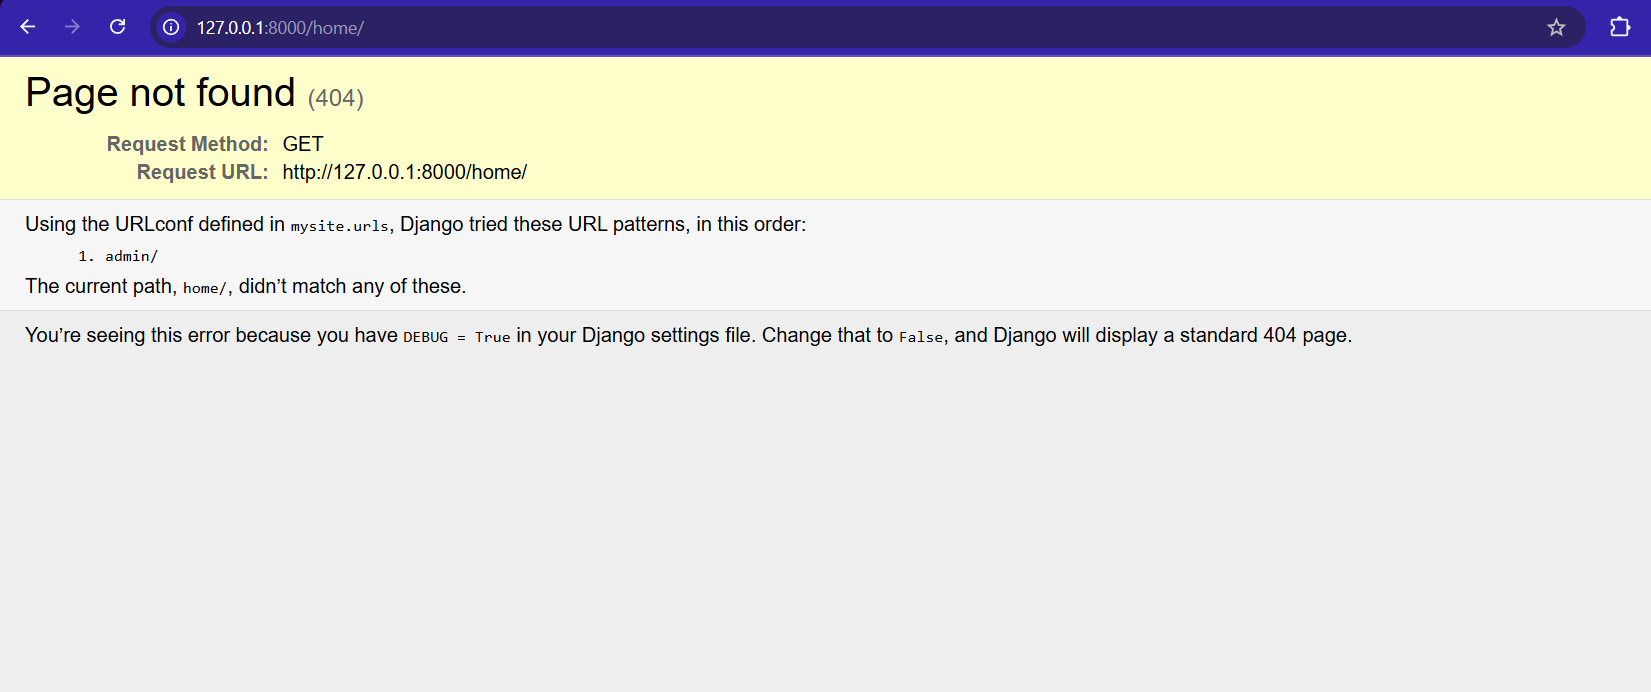 127.0.0.1:8000/home/
Page not found (404)
Request Method: GET
Request URL: http://127.0.0.1:8000/home/
Using the URLconf defined in mysite.urls, Django tried these URL patterns, in this order:
1. admin/
The current path, home/, didn’t match any of these.
You’re seeing this error because you have DEBUG = True in your Django settings file. Change that to False, and Django will display a standard 404 page.